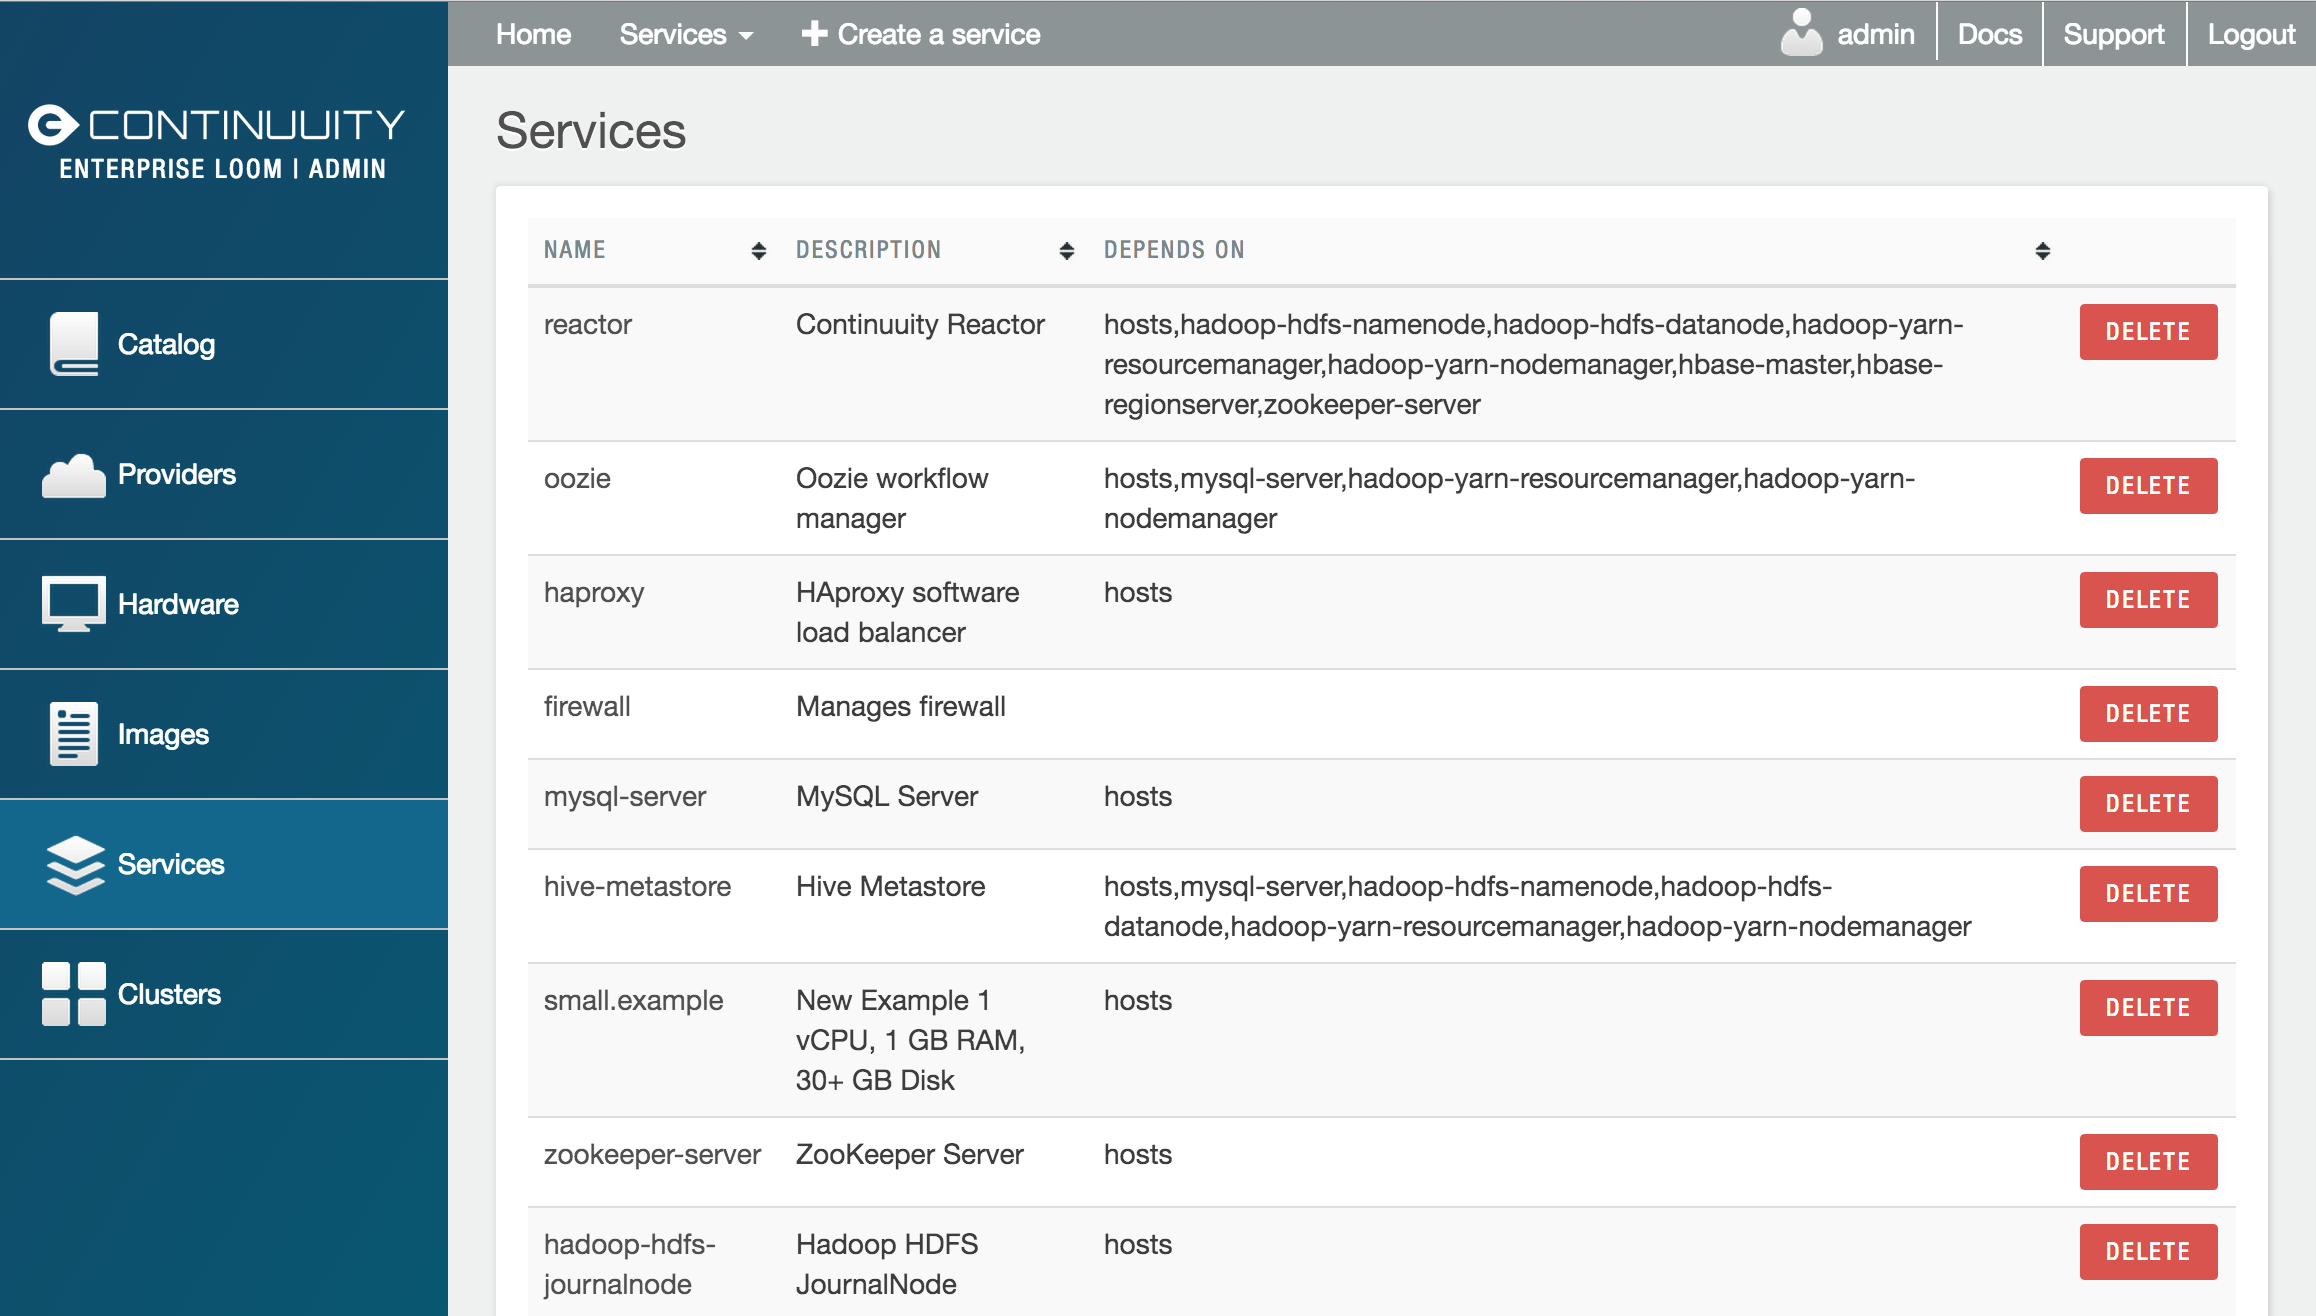 Home Services Create a service admin Docs Support Logout
CONTINUUITY
ENTERPRISE LOOM | ADMIN
Catalog
Providers
Hardware
Images
Services
Clusters
Services
NAME DESCRIPTION DEPENDS ON
reactor Continuuity Reactor hosts,hadoop-hdfs-namenode,hadoop-hdfs-datanode,hadoop-yarn- DELETE
resourcemanager,hadoop-yarn-nodemanager,hbase-master,hbase-
regionserver,zookeeper-server
oozie Oozie workflow hosts,mysql-server,hadoop-yarn-resourcemanager,hadoop-yarn- DELETE
manager nodemanager
haproxy HAproxy software hosts DELETE
load balancer
firewall Manages firewall DELETE
mysql-server MySQL Server hosts DELETE
hive-metastore Hive Metastore hosts,mysql-server,hadoop-hdfs-namenode,hadoop-hdfs- DELETE
datanode,hadoop-yarn-resourcemanager,hadoop-yarn-nodemanager
small.example New Example 1 hosts DELETE
vCPU, 1 GB RAM,
30+ GB Disk
zookeeper-server ZooKeeper Server hosts DELETE
hadoop-hdfs- Hadoop HDFS hosts DELETE
journalnode JournalNode